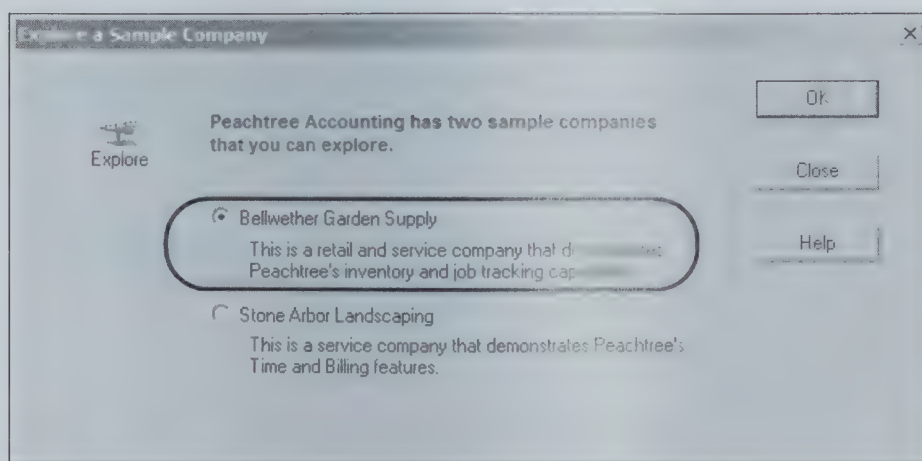 a Sample Company
Peachtree Accounting has two sample companies
that you can explore.
Explore
OK
Close
Help
Bellwether Garden Supply
This is a retail and service company that
Peachtree's inventory and job tracking
Stone Arbor Landscaping
This is a service company that demonstrates Peachtree's
Time and Billing features.